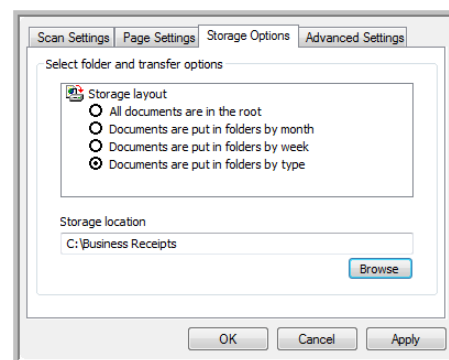 Scan Settings Page Settings Storage Options Advanced Settings
Select folder and transfer options
Storage layout
All documents are in the root
Documents are put in folders by month
Documents are put in folders by week
Documents are put in folders by type
Storage location
C:\Business Receipts
Browse
OK Cancel Apply